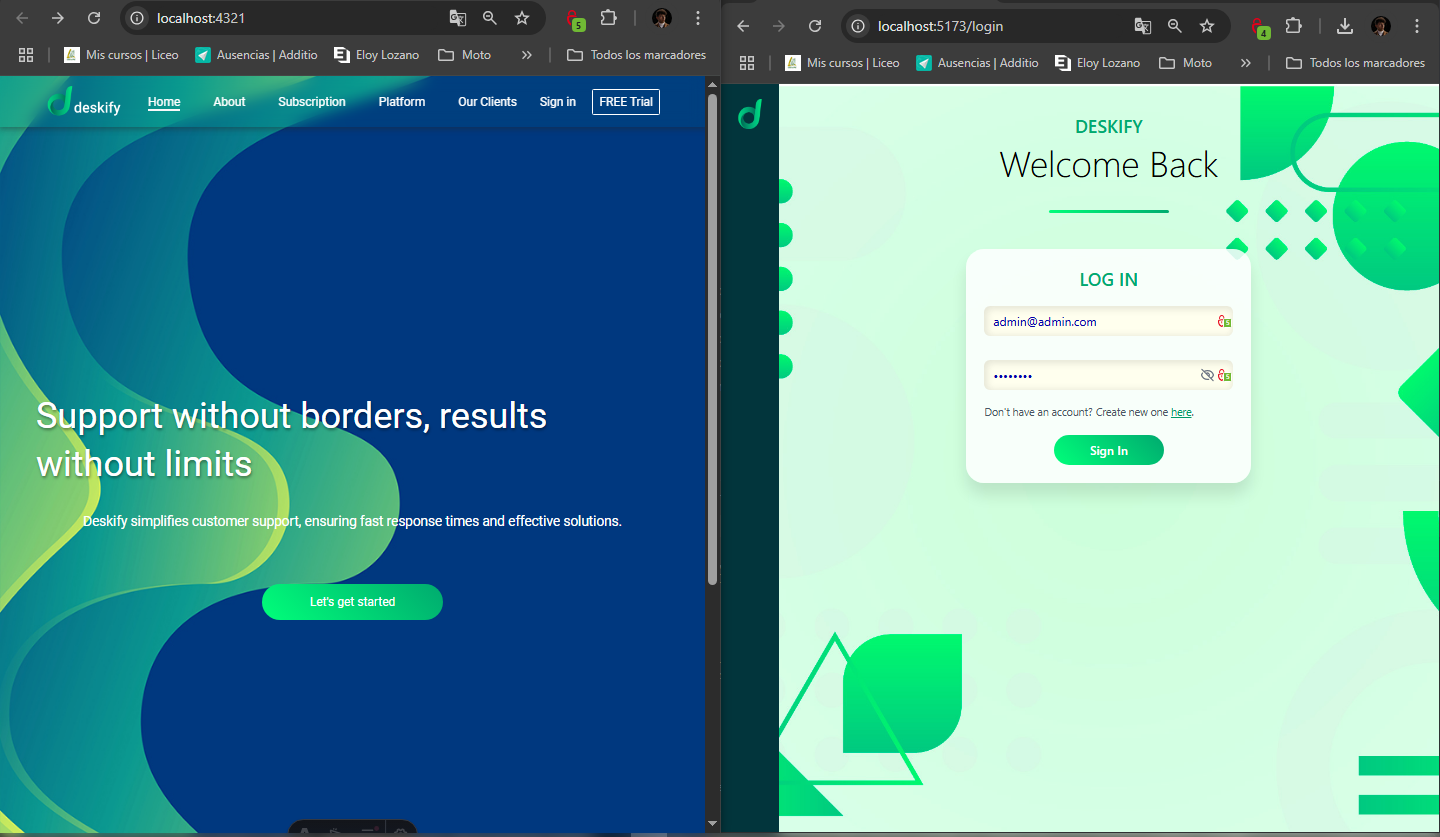 localhost:4321
5
Mis cursos | Liceo
Ausencias | Additio
Eloy Lozano
Moto
»
Todos los marcadores
deskify
Home
About
Subscription
Platform
Our Clients
Sign in
FREE Trial
Support without borders, results
without limits
Deskify simplifies customer support, ensuring fast response times and effective solutions.
Let's get started
localhost:5173/login
4
Mis cursos | Liceo
Ausencias | Additio
Eloy Lozano
Moto
»
Todos los marcadores
DESKIFY
Welcome Back
LOG IN
admin@admin.com
5
••••••••
5
Don't have an account? Create new one here.
Sign In